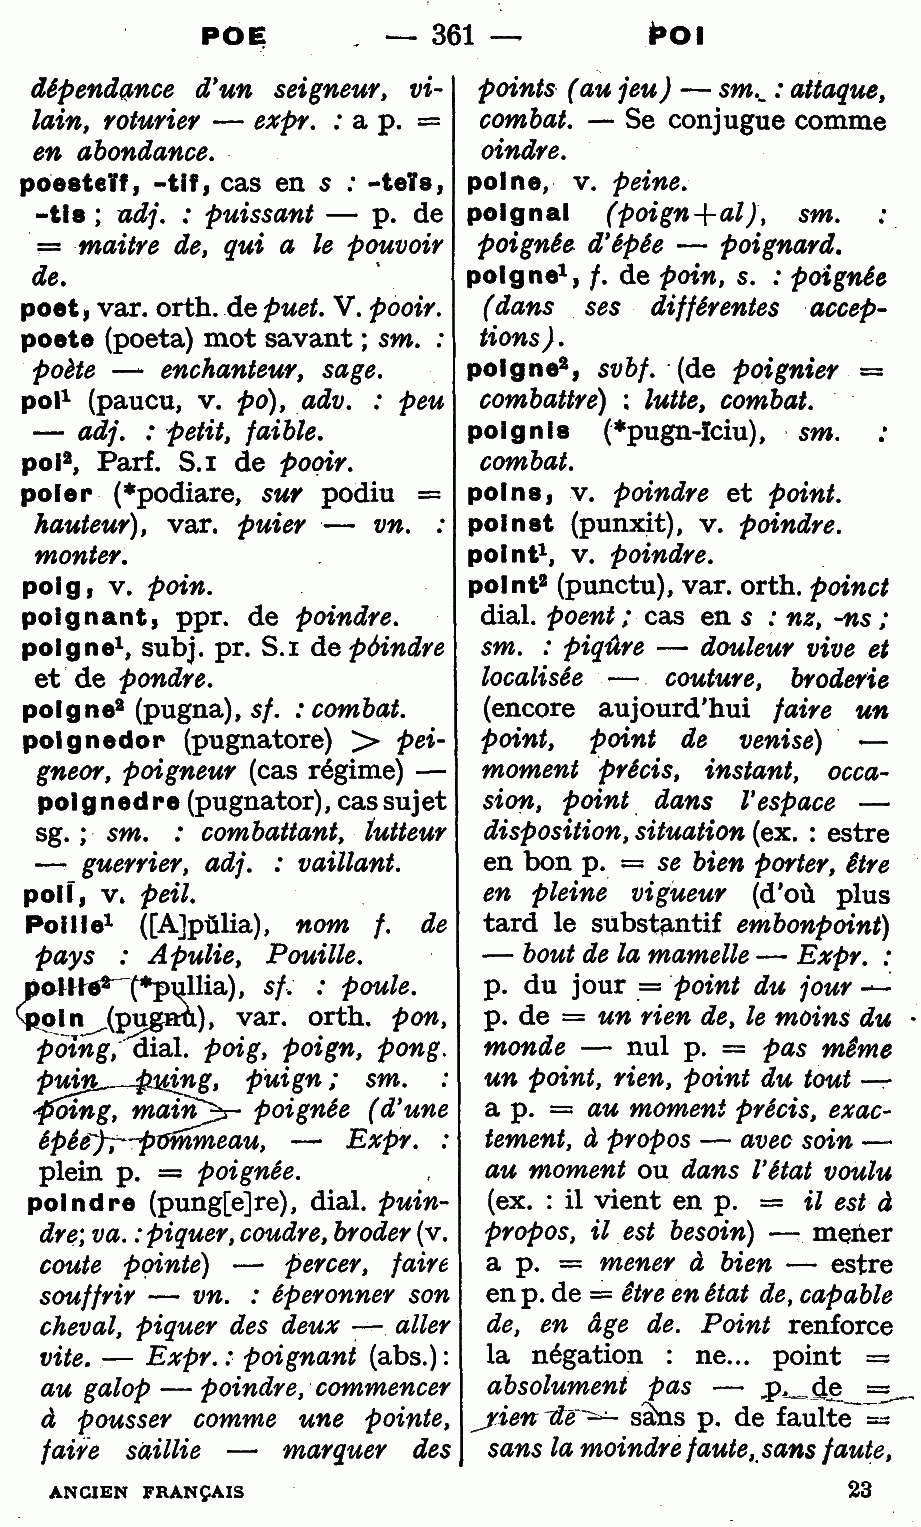 POE — 361 — POI
dépendance d'un seigneur, vi-
lain, roturier — expr. : a p. =
en abondance.
poesteïf, -tif, cas en s : -teïs,
-tis ; adj. : puissant — p. de
= maitre de, qui a le pouvoir
de.
poet, var. orth. de puet. V. pooir.
poete (poeta) mot savant ; sm. :
poète — enchanteur, sage.
poi¹ (paucu, v. po), adv. : peu
— adj. : petit, faible.
poi², Parf. S.1 de pooir.
poier (*podiare, sur podiu =
hauteur), var. puier — vn. :
monter.
poig, v. poin.
poignant, ppr. de poindre.
poigne¹, subj. pr. S.1 de póindre
et de pondre.
poigne² (pugna), sf. : combat.
poignedor (pugnatore) > pei-
gneor, poigneur (cas régime) —
poignedre (pugnator), cas sujet
sg. ; sm. : combattant, lutteur
— guerrier, adj. : vaillant.
poil, v. peil.
Poille¹ ([A]pŭlia), nom f. de
pays : Apulie, Pouille.
poille² (*pullia), sf. : poule.
poin (pugnu), var. orth. pon,
poing, dial. poig, poign, pong.
puin puing, puign ; sm. :
poing, main — poignée (d'une
épée), pommeau, — Expr. :
plein p. = poignée.
poindre (pung[e]re), dial. puin-
dre; va. : piquer, coudre, broder (v.
coute pointe) — percer, faire
souffrir — vn. : éperonner son
cheval, piquer des deux — aller
vite. — Expr. : poignant (abs.) :
au galop — poindre, commencer
à pousser comme une pointe,
faire saillie — marquer des
ANCIEN FRANÇAIS
points (au jeu) — sm. : attaque,
combat. — Se conjugue comme
oindre.
poine, v. peine.
poignal (poign+al), sm. :
poignée d'épée — poignard.
poigne¹, f. de poin, s. : poignée
(dans ses différentes accep-
tions).
poigne², svbf. (de poignier =
combattre) : lutte, combat.
poignis (*pugn-īciu), sm. :
combat.
poins, v. poindre et point.
poinst (punxit), v. poindre.
point¹, v. poindre.
point² (punctu), var. orth. poinct
dial. poent ; cas en s : nz, -ns ;
sm. : piqûre — douleur vive et
localisée — couture, broderie
(encore aujourd'hui faire un
point, point de venise) —
moment précis, instant, occa-
sion, point dans l'espace —
disposition, situation (ex. : estre
en bon p. = se bien porter, être
en pleine vigueur (d'où plus
tard le substantif embonpoint)
— bout de la mamelle — Expr. :
p. du jour = point du jour —
p. de = un rien de, le moins du
monde — nul p. = pas même
un point, rien, point du tout —
a p. = au moment précis, exac-
tement, à propos — avec soin —
au moment ou dans l'état voulu
(ex. : il vient en p. = il est à
propos, il est besoin) — mener
a p. = mener à bien — estre
en p. de = être en état de, capable
de, en âge de. Point renforce
la négation : ne... point =
absolument pas — p. de =
rien de — sans p. de faulte =
sans la moindre faute, sans faute,
23